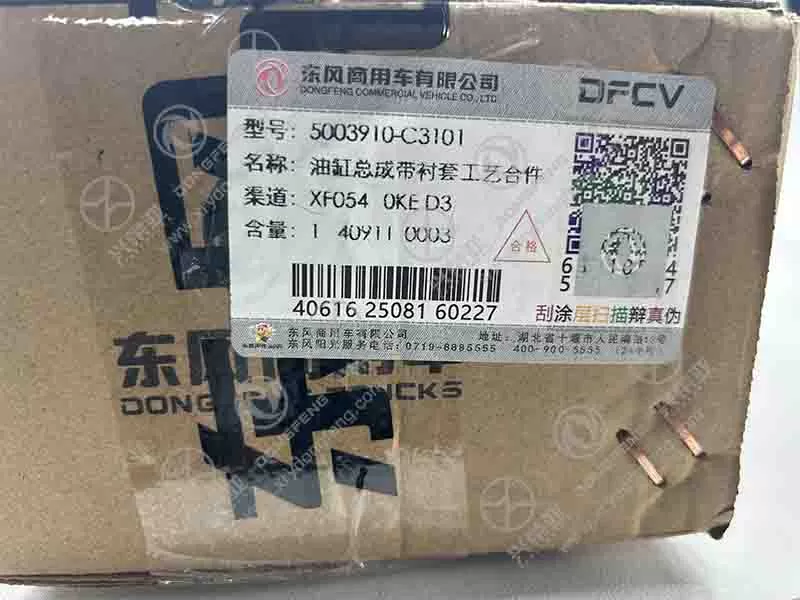 东风商用车有限公司
DONGFENG COMMERCIAL VEHICLE CO.,LTD
DFCV
型号: 5003910-C3101
名称: 油缸总成带衬套工艺合件
渠道: XF054 0KE D3
含量: 1 40911 0003
合格
40616 25081 60227
刮涂层扫描辩真伪
东风商用车有限公司
东风阳光服务电话: 0719-8885555 400-900-5555 (24小时)
地址: 湖北省十堰市人民南路
东风商用车
DONGFENG TRUCKS